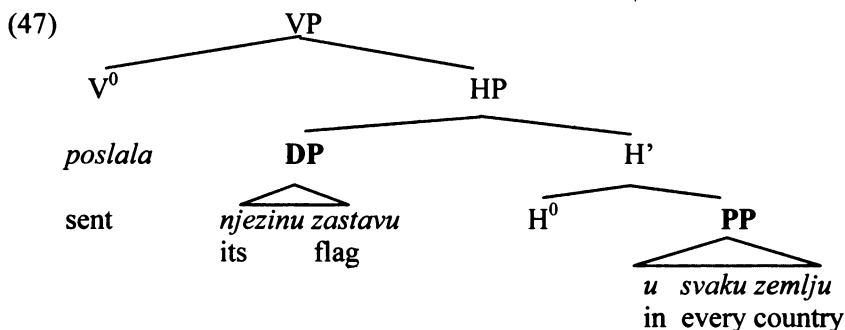 (47) VP
V⁰ HP
poslala DP H’
sent njezinu zastavu H⁰ PP
its flag
u svaku zemlju
in every country